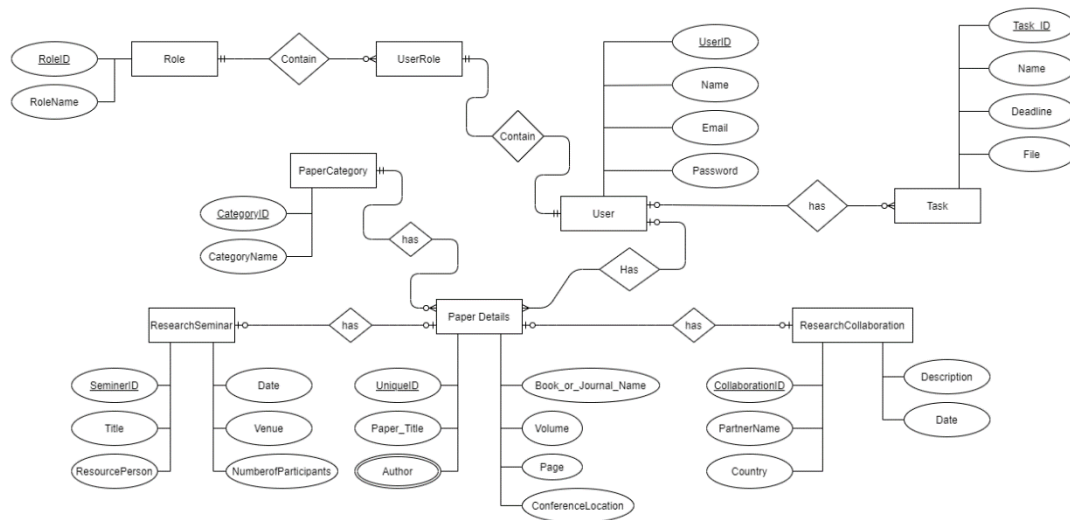 Task_ID
UserID
RoleID
Role
Contain
UserRole
Name
Name
RoleName
Deadline
Email
Contain
File
Password
PaperCategory
CategoryID
User
has
Task
has
CategoryName
Has
ResearchSeminar
has
Paper Details
has
ResearchCollaboration
SeminerID
Date
UniqueID
Book_or_Journal_Name
CollaborationID
Description
Title
Venue
Paper_Title
Volume
PartnerName
Date
ResourcePerson
NumberofParticipants
Author
Page
Country
ConferenceLocation